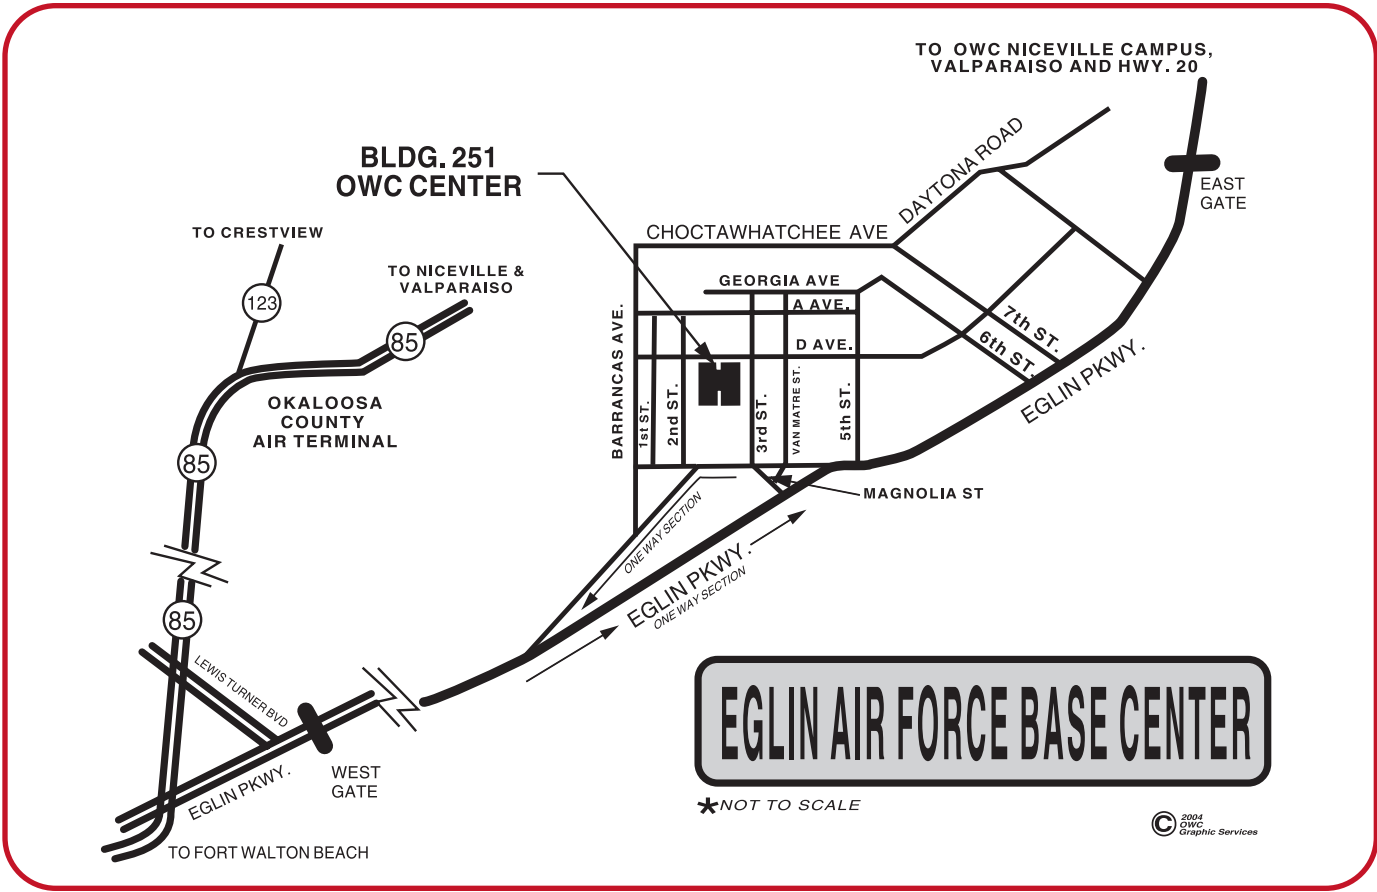 TO OWC NICEVILLE CAMPUS,
VALPARAISO AND HWY. 20
DAYTONA ROAD
BLDG. 251
OWC CENTER
EAST
GATE
TO CRESTVIEW
CHOCTAWHATCHEE AVE
TO NICEVILLE &
VALPARAISO
GEORGIA AVE
123
A AVE.
85
D AVE.
7th ST.
6th ST.
EGLIN PKWY.
BARRANCAS AVE.
1st ST.
2nd ST.
3rd ST.
VAN MATRE ST.
5th ST.
OKALOOSA
COUNTY
AIR TERMINAL
85
MAGNOLIA ST
ONE WAY SECTION
EGLIN PKWY.
ONE WAY SECTION
85
LEWIS TURNER BVD
WEST
GATE
EGLIN PKWY.
TO FORT WALTON BEACH
EGLIN AIR FORCE BASE CENTER
*NOT TO SCALE
© 2004
OWC
Graphic Services